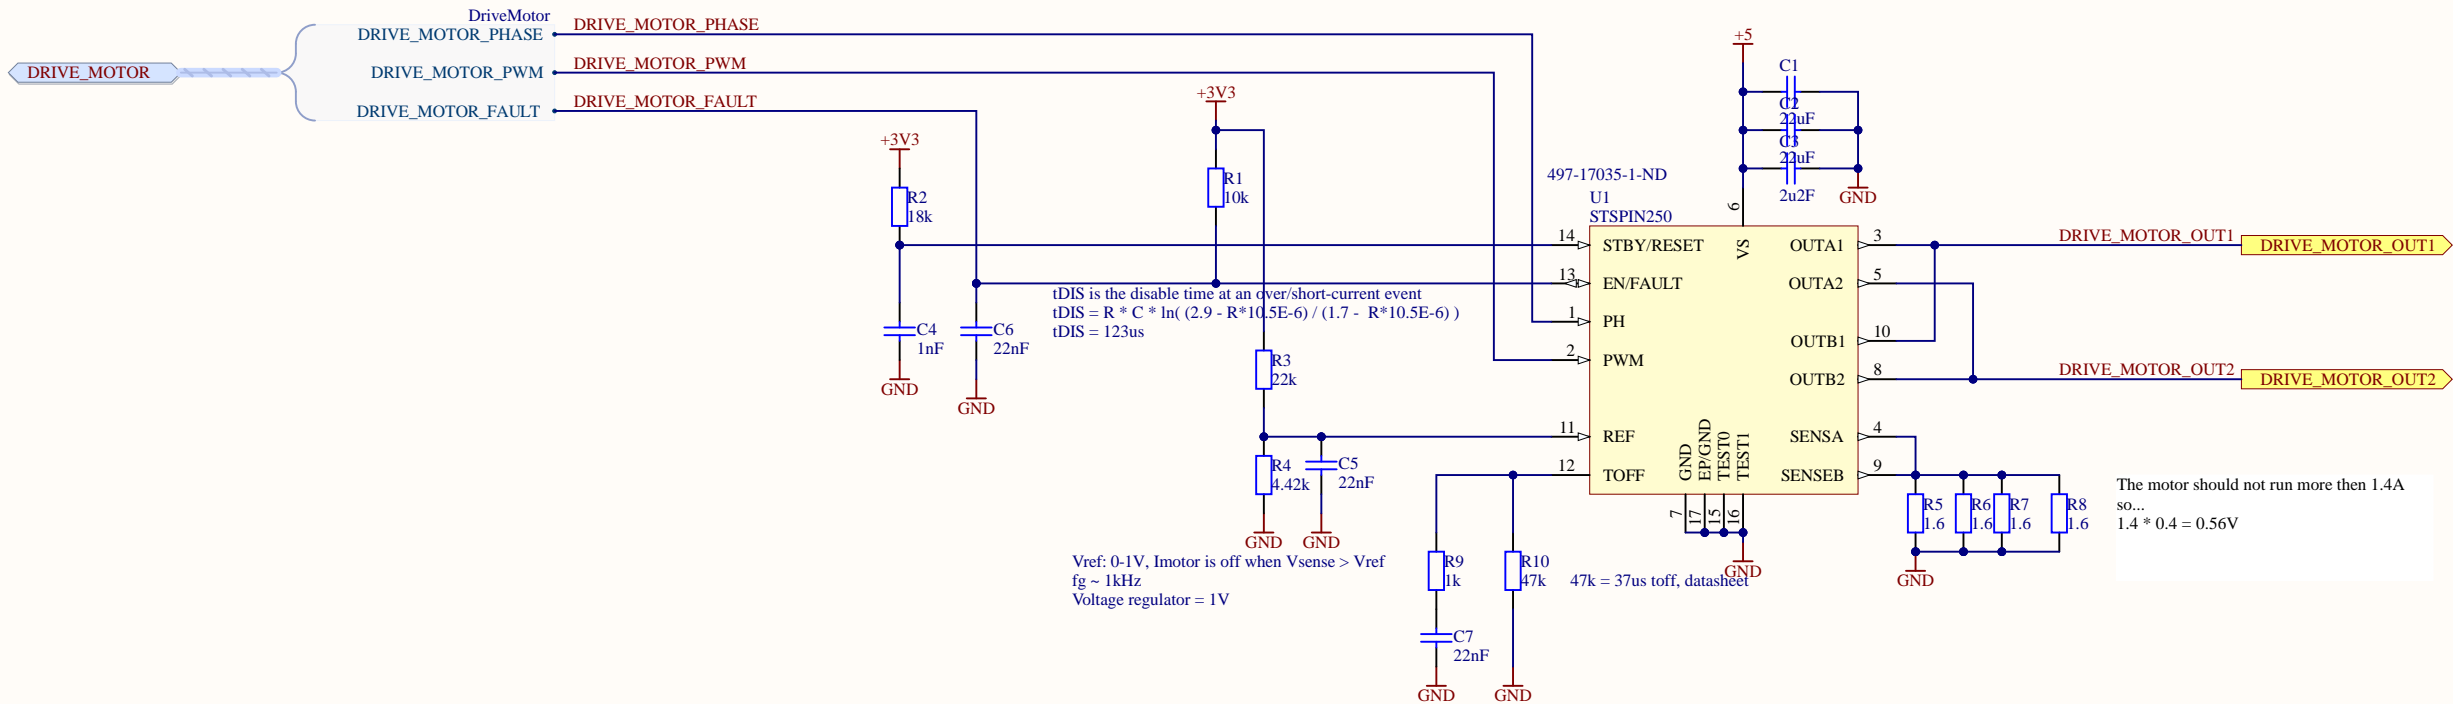 DriveMotor
DRIVE_MOTOR
DRIVE_MOTOR_PHASE
DRIVE_MOTOR_PWM
DRIVE_MOTOR_FAULT
DRIVE_MOTOR_PHASE
DRIVE_MOTOR_PWM
DRIVE_MOTOR_FAULT
+3V3
R2
18k
C4
1nF
GND
C6
22nF
GND
+3V3
R1
10k
tDIS is the disable time at an over/short-current event
tDIS = R * C * ln( (2.9 - R*10.5E-6) / (1.7 - R*10.5E-6) )
tDIS = 123us
R3
22k
R4
4.42k
C5
22nF
GND
GND
Vref: 0-1V, Imotor is off when Vsense > Vref
fg ~ 1kHz
Voltage regulator = 1V
R9
1k
C7
22nF
GND
R10
47k
GND
47k = 37us toff, datasheet
+5
C1
22uF
C2
22uF
C3
2u2F
GND
497-17035-1-ND
U1
STSPIN250
14
STBY/RESET
13
EN/FAULT
1
PH
2
PWM
11
REF
12
TOFF
6
VS
OUTA1
3
OUTA2
5
OUTB1
10
OUTB2
8
SENSA
4
SENSEB
9
GND
EP/GND
TEST0
TEST1
7
17
15
16
GND
DRIVE_MOTOR_OUT1
DRIVE_MOTOR_OUT1
DRIVE_MOTOR_OUT2
DRIVE_MOTOR_OUT2
R5
1.6
R6
1.6
R7
1.6
R8
1.6
GND
The motor should not run more then 1.4A
so...
1.4 * 0.4 = 0.56V